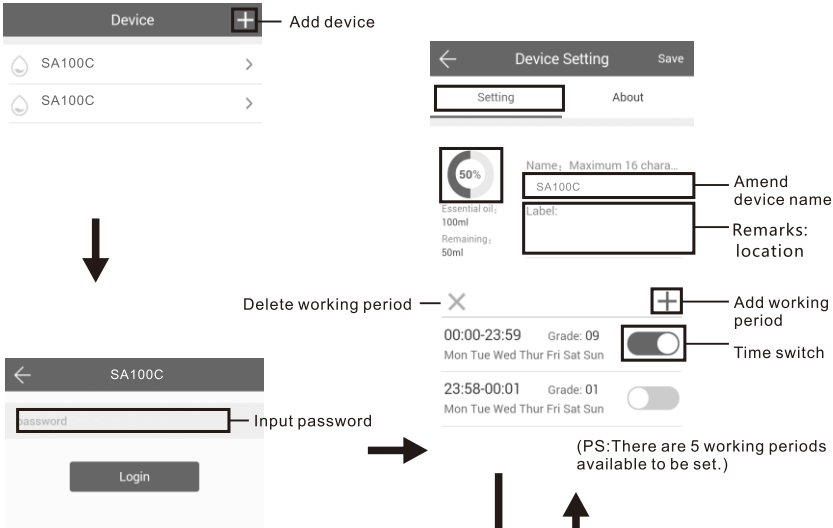 Device
Add device
SA100C
SA100C
Device Setting
Save
Setting
About
50%
Name: Maximum 16 chara...
SA100C
Amend
device name
Essential oil:
100ml
Remaining:
50ml
Label:
Remarks:
location
Delete working period
Add working
period
00:00-23:59 Grade: 09
Mon Tue Wed Thur Fri Sat Sun
Time switch
23:58-00:01 Grade: 01
Mon Tue Wed Thur Fri Sat Sun
SA100C
password
Input password
Login
(PS:There are 5 working periods
available to be set.)